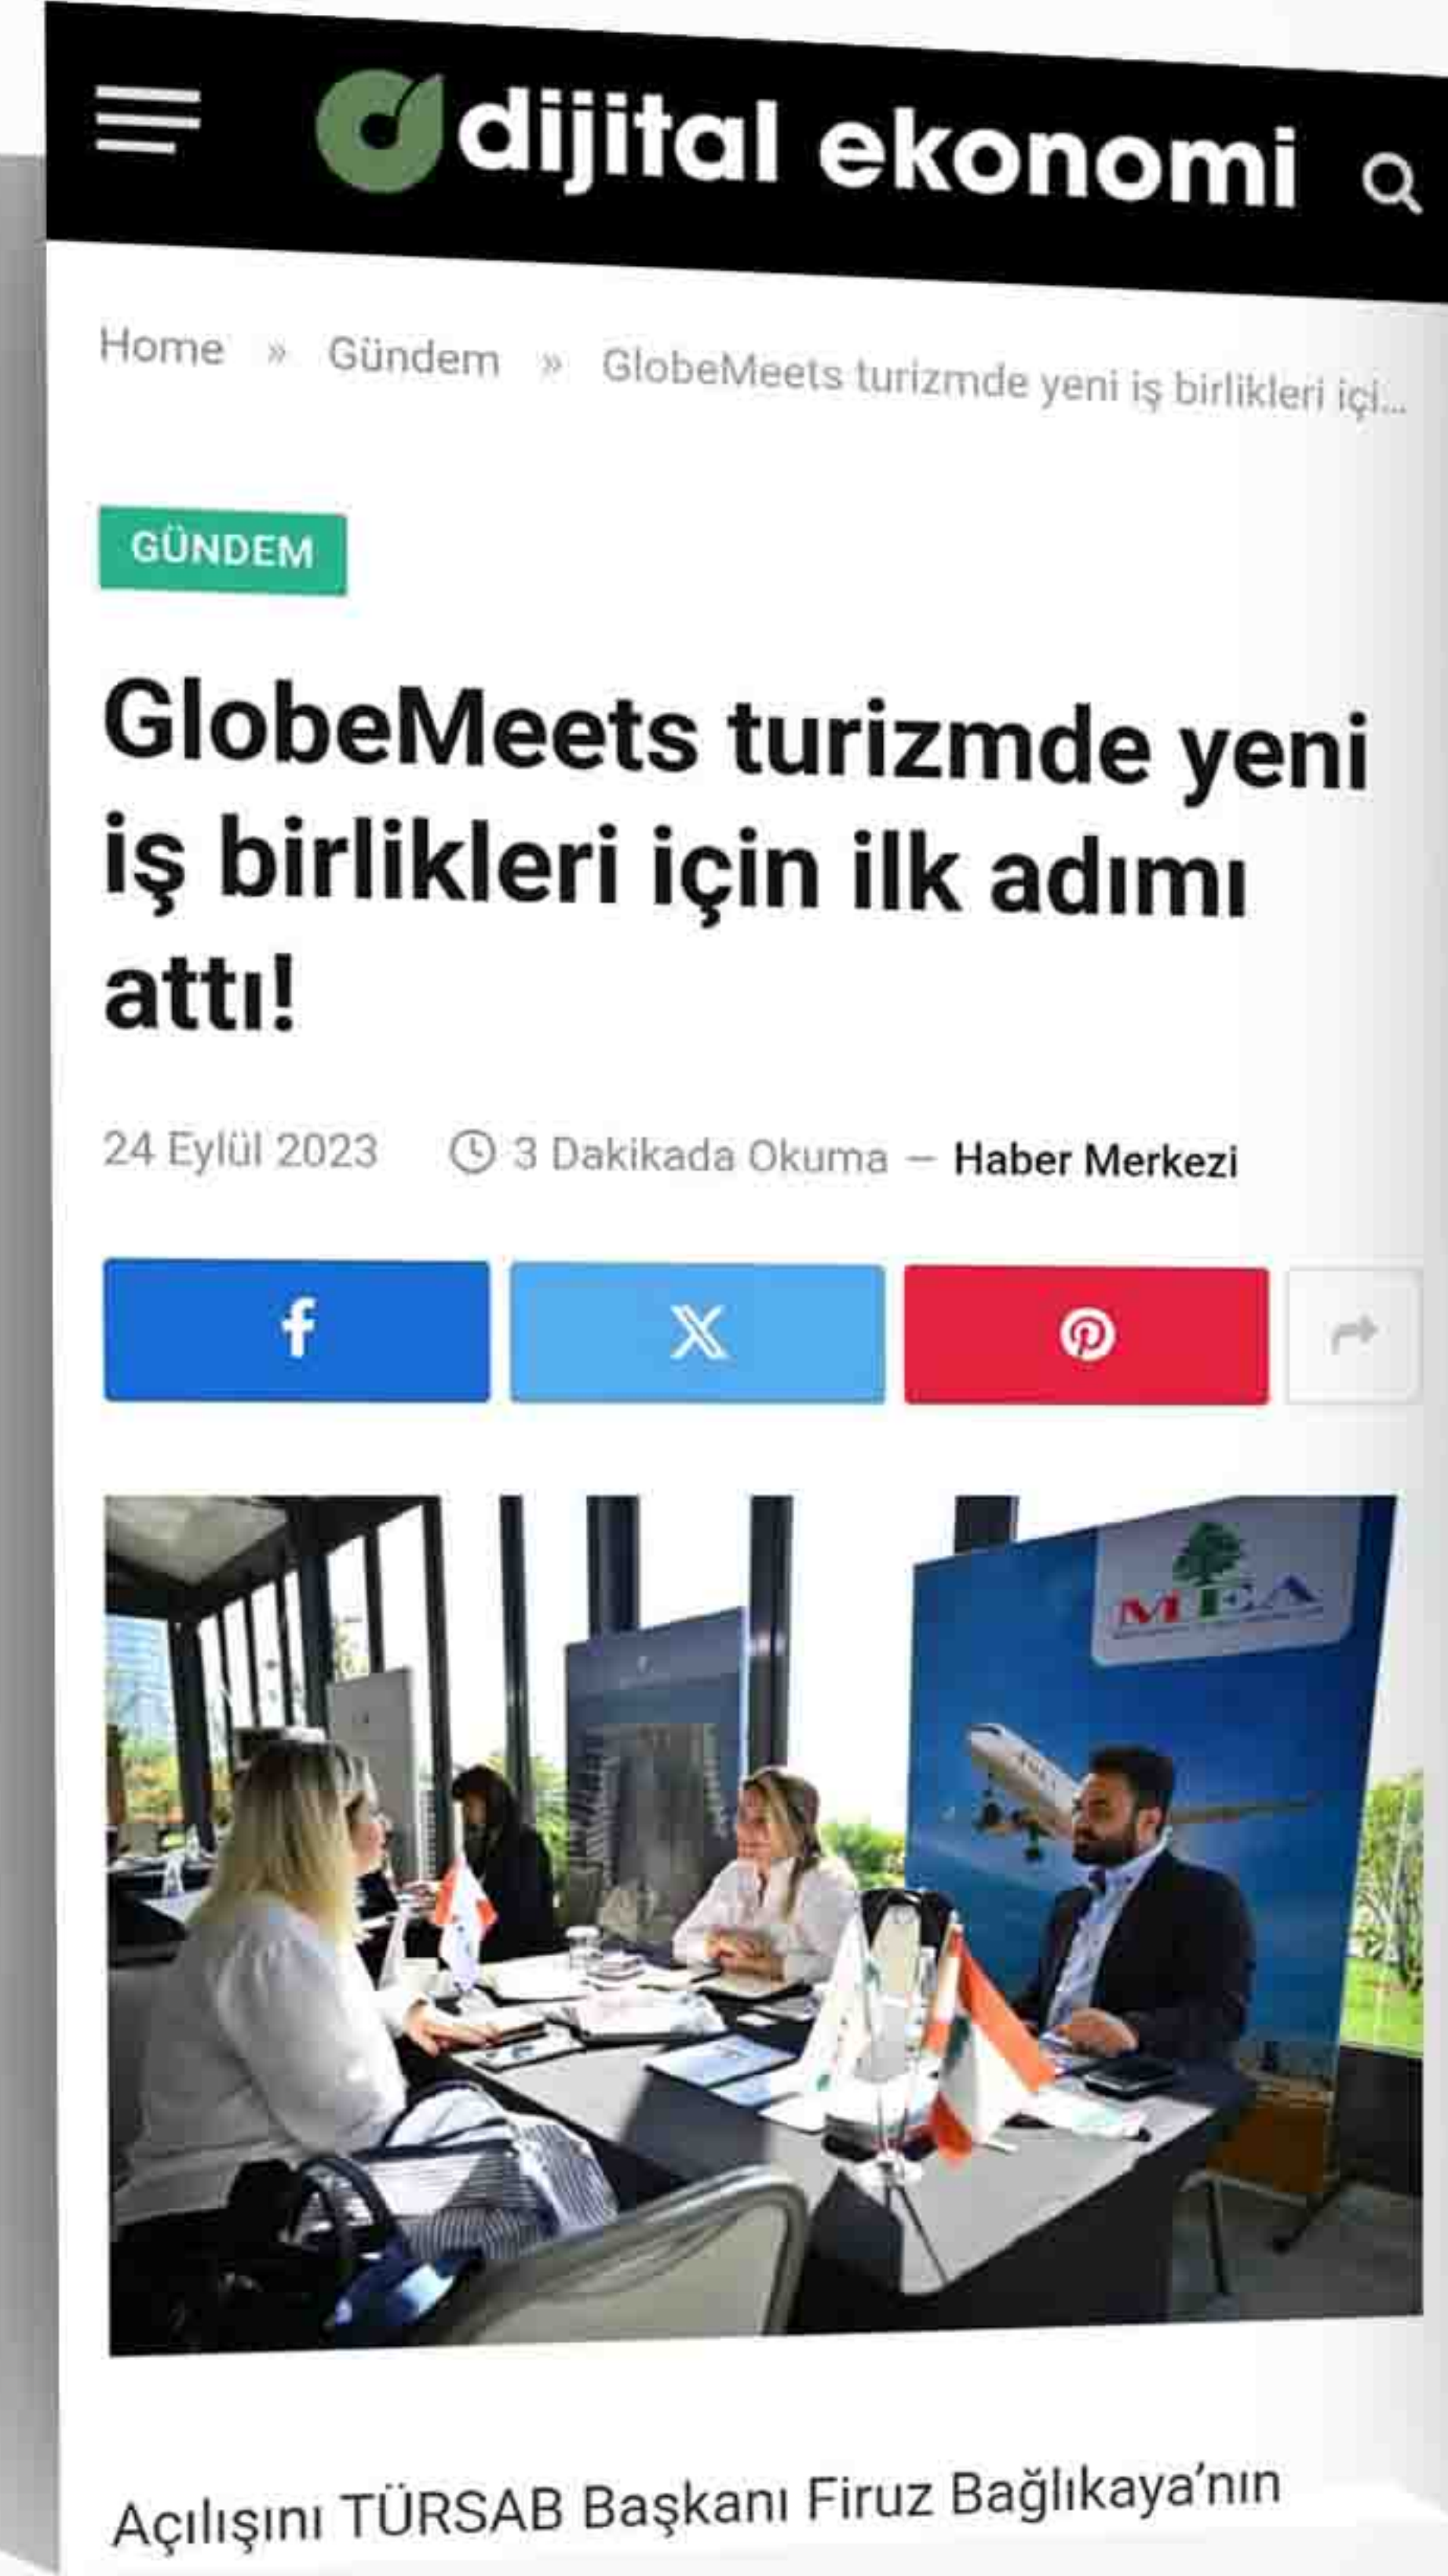 dijital ekonomi
Home » Gündem » GlobeMeets turizmde yeni iş birlikleri içi...
GÜNDEM
GlobeMeets turizmde yeni
iş birlikleri için ilk adımı
attı!
24 Eylül 2023 3 Dakikada Okuma — Haber Merkezi
MEA
Açılışını TÜRSAB Başkanı Firuz Bağlıkaya'nın